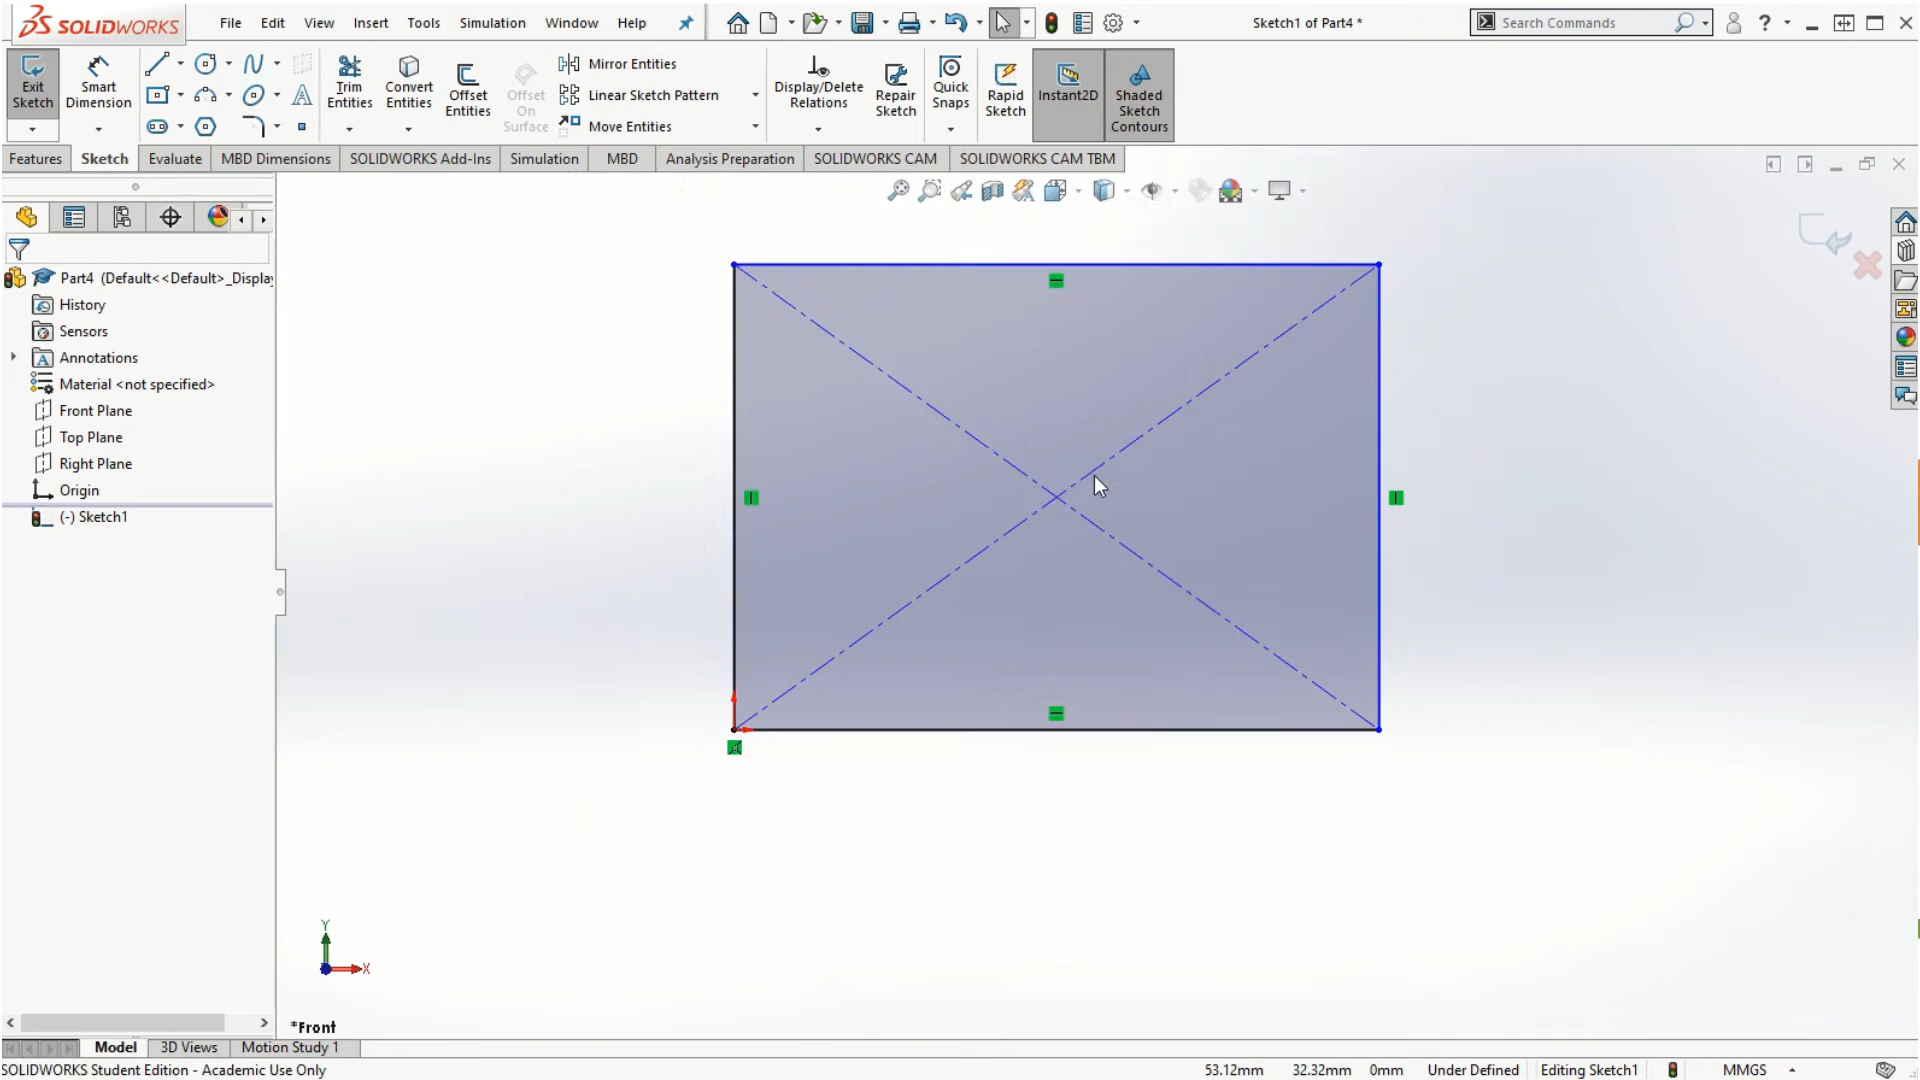 SOLIDWORKS File Edit View Insert Tools Simulation Window Help Sketch1 of Part4 * Search Commands ?
Exit Sketch
Smart Dimension
Trim Entities
Convert Entities
Offset Entities
Offset On Surface
Mirror Entities
Linear Sketch Pattern
Move Entities
Display/Delete Relations
Repair Sketch
Quick Snaps
Rapid Sketch
Instant2D
Shaded Sketch Contours
Features Sketch Evaluate MBD Dimensions SOLIDWORKS Add-Ins Simulation MBD Analysis Preparation SOLIDWORKS CAM SOLIDWORKS CAM TBM
Part4 (Default<<Default>_Displa
History
Sensors
Annotations
Material <not specified>
Front Plane
Top Plane
Right Plane
Origin
(-) Sketch1
Y
X
*Front
Model 3D Views Motion Study 1
SOLIDWORKS Student Edition - Academic Use Only 53.12mm 32.32mm 0mm Under Defined Editing Sketch1 MMGS